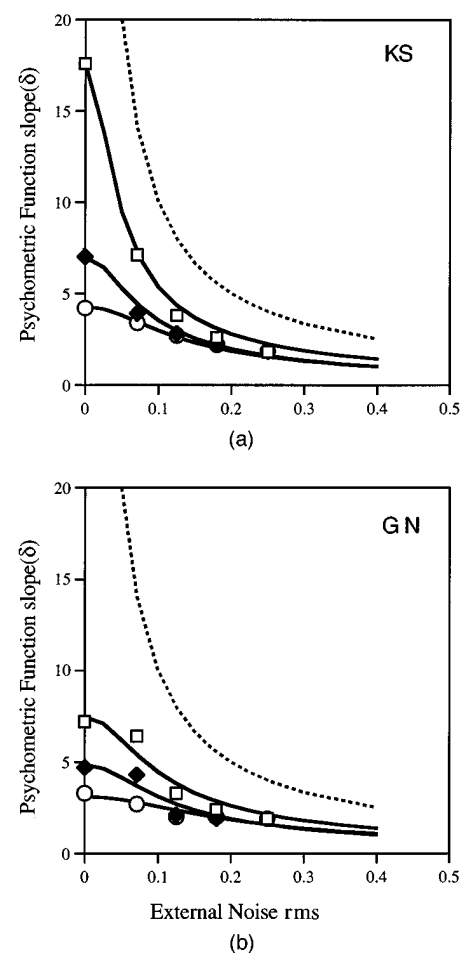 20
KS
15
Psychometric Function slope(δ)
10
5
0
0 0.1 0.2 0.3 0.4 0.5
(a)
20
GN
15
Psychometric Function slope(δ)
10
5
0
0 0.1 0.2 0.3 0.4 0.5
External Noise rms
(b)